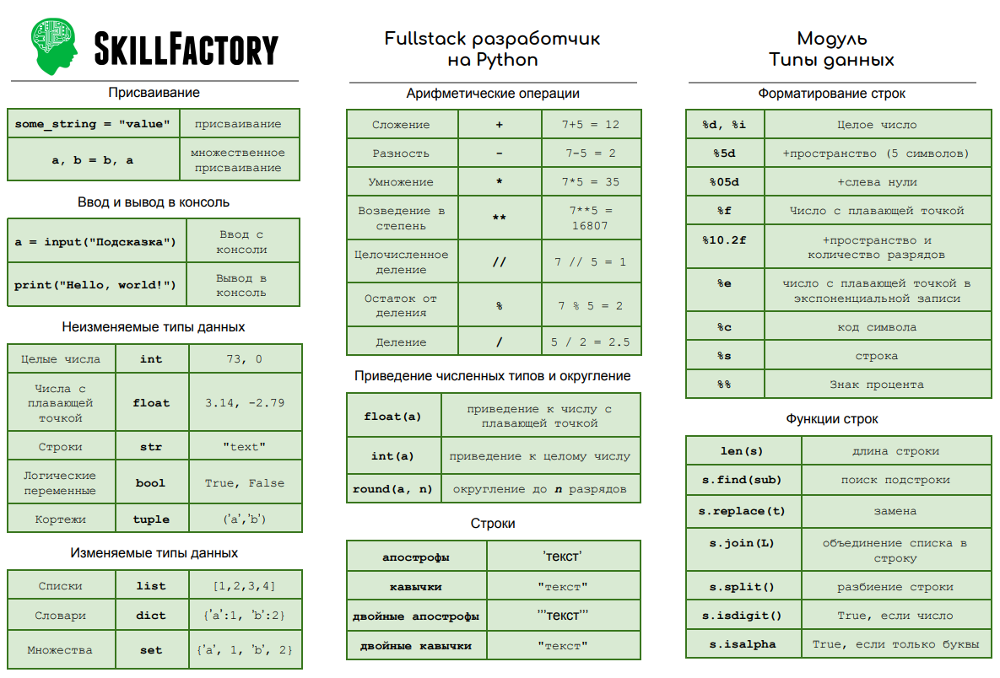 SKILLFACTORY
Присваивание
some_string = "value" присваивание
a, b = b, a множественное
присваивание
Ввод и вывод в консоль
a = input("Подсказка") Ввод с
консоли
print("Hello, world!") Вывод в
консоль
Неизменяемые типы данных
Целые числа int 73, 0
Числа с
плавающей
точкой float 3.14, -2.79
Строки str "text"
Логические
переменные bool True, False
Кортежи tuple ('a','b')
Изменяемые типы данных
Списки list [1,2,3,4]
Словари dict {'a':1, 'b':2}
Множества set {'a', 1, 'b', 2}
Fullstack разработчик
на Python
Арифметические операции
Сложение + 7+5 = 12
Разность - 7-5 = 2
Умножение * 7*5 = 35
Возведение в
степень ** 7**5 =
16807
Целочисленное
деление // 7 // 5 = 1
Остаток от
деления % 7 % 5 = 2
Деление / 5 / 2 = 2.5
Приведение численных типов и округление
float(a) приведение к числу с
плавающей точкой
int(a) приведение к целому числу
round(a, n) округление до n разрядов
Строки
апострофы 'текст'
кавычки "текст"
двойные апострофы '''текст'''
двойные кавычки "текст"
Модуль
Типы данных
Форматирование строк
%d, %i Целое число
%5d +пространство (5 символов)
%05d +слева нули
%f Число с плавающей точкой
%10.2f +пространство и
количество разрядов
%e число с плавающей точкой в
экспоненциальной записи
%c код символа
%s строка
%% Знак процента
Функции строк
len(s) длина строки
s.find(sub) поиск подстроки
s.replace(t) замена
s.join(L) объединение списка в
строку
s.split() разбиение строки
s.isdigit() True, если число
s.isalpha True, если только буквы